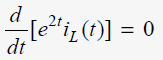 d/dt [e^{2t} i_L(t)] = 0